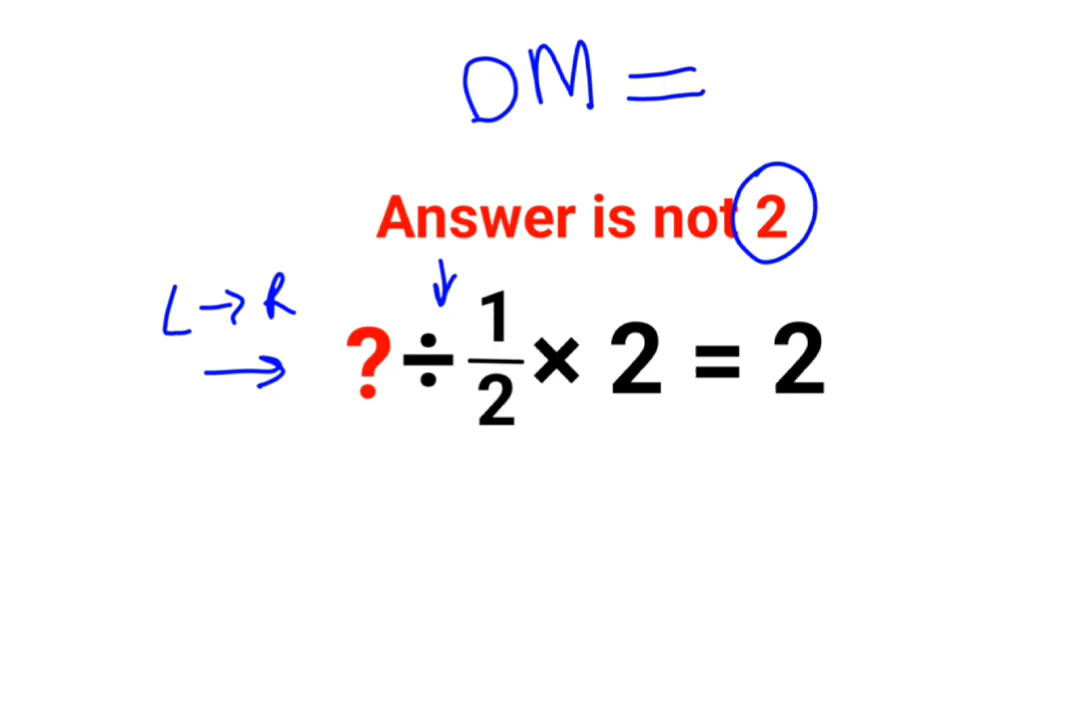 DM =
Answer is not 2
L → R
→ ? ÷ 1/2 × 2 = 2